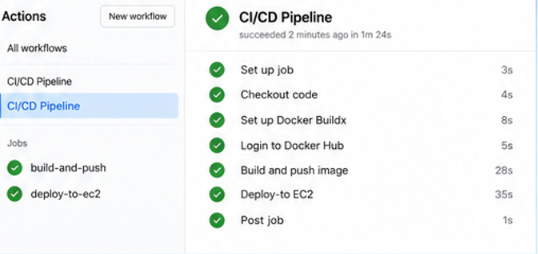 Actions
New workflow
All workflows
CI/CD Pipeline
CI/CD Pipeline
Jobs
build-and-push
deploy-to-ec2
CI/CD Pipeline
succeeded 2 minutes ago in 1m 24s
Set up job 3s
Checkout code 4s
Set up Docker Buildx 8s
Login to Docker Hub 5s
Build and push image 28s
Deploy-to EC2 35s
Post job 1s